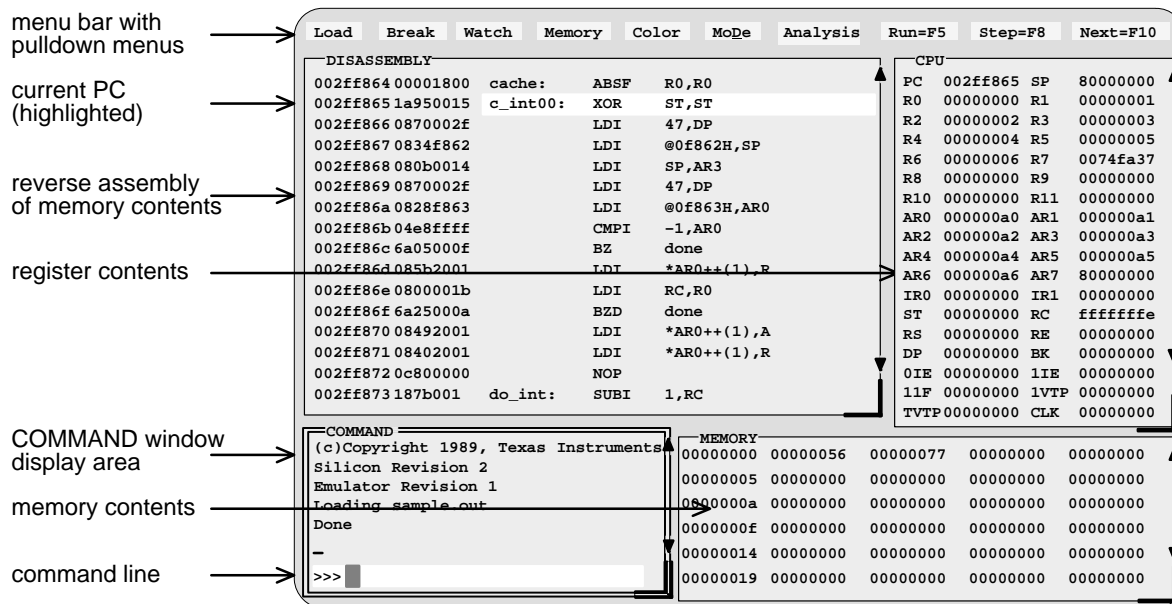 menu bar with
pulldown menus
current PC
(highlighted)
reverse assembly
of memory contents
register contents
COMMAND window
display area
memory contents
command line
Load Break Watch Memory Color MoDe Analysis Run=F5 Step=F8 Next=F10
DISASSEMBLY
002ff864 00001800 cache: ABSF R0,R0
002ff865 1a950015 c_int00: XOR ST,ST
002ff866 0870002f LDI 47,DP
002ff867 0834f862 LDI @0f862H,SP
002ff868 080b0014 LDI SP,AR3
002ff869 0870002f LDI 47,DP
002ff86a 0828f863 LDI @0f863H,AR0
002ff86b 04e8ffff CMPI -1,AR0
002ff86c 6a05000f BZ done
002ff86d 085b2001 LDI *AR0++(1),R
002ff86e 0800001b LDI RC,R0
002ff86f 6a25000a BZD done
002ff870 08492001 LDI *AR0++(1),A
002ff871 08402001 LDI *AR0++(1),R
002ff872 0c800000 NOP
002ff873 187b001 do_int: SUBI 1,RC
CPU
PC 002ff865 SP 80000000
R0 00000000 R1 00000001
R2 00000002 R3 00000003
R4 00000004 R5 00000005
R6 00000006 R7 0074fa37
R8 00000000 R9 00000000
R10 00000000 R11 00000000
AR0 000000a0 AR1 000000a1
AR2 000000a2 AR3 000000a3
AR4 000000a4 AR5 000000a5
AR6 000000a6 AR7 80000000
IR0 00000000 IR1 00000000
ST 00000000 RC fffffffe
RS 00000000 RE 00000000
DP 00000000 BK 00000000
0IE 00000000 1IE 00000000
11F 00000000 1VTP 00000000
TVTP 00000000 CLK 00000000
COMMAND
(c)Copyright 1989, Texas Instruments
Silicon Revision 2
Emulator Revision 1
Loading sample.out
Done
_
>>>
MEMORY
00000000 00000056 00000077 00000000 00000000
00000005 00000000 00000000 00000000 00000000
0000000a 00000000 00000000 00000000 00000000
0000000f 00000000 00000000 00000000 00000000
00000014 00000000 00000000 00000000 00000000
00000019 00000000 00000000 00000000 00000000